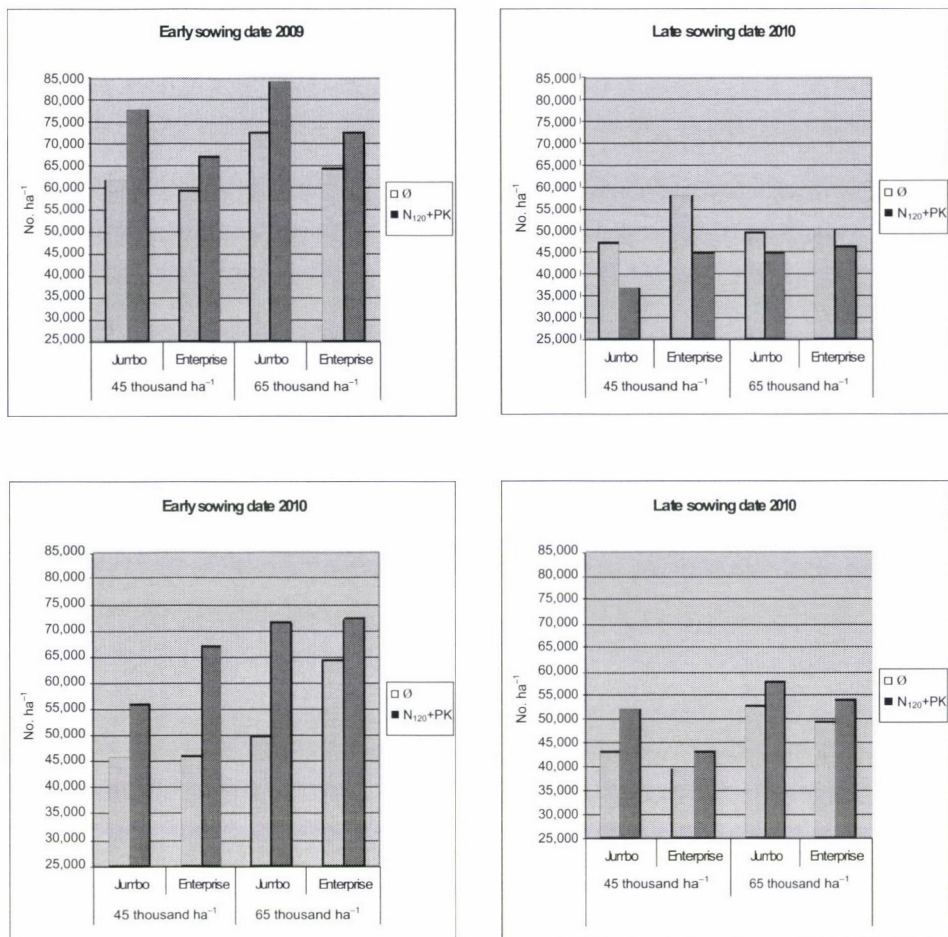 Early sowing date 2009
85,000
80,000
75,000
70,000
65,000
60,000
55,000
50,000
45,000
40,000
35,000
30,000
25,000
No. ha⁻¹
Jumbo Enterprise Jumbo Enterprise
45 thousand ha⁻¹ 65 thousand ha⁻¹
Ø
N₁₂₀+PK
Late sowing date 2010
85,000
80,000
75,000
70,000
65,000
60,000
55,000
50,000
45,000
40,000
35,000
30,000
25,000
No. ha⁻¹
Jumbo Enterprise Jumbo Enterprise
45 thousand ha⁻¹ 65 thousand ha⁻¹
Ø
N₁₂₀+PK
Early sowing date 2010
85,000
80,000
75,000
70,000
65,000
60,000
55,000
50,000
45,000
40,000
35,000
30,000
25,000
No. ha⁻¹
Jumbo Enterprise Jumbo Enterprise
45 thousand ha⁻¹ 65 thousand ha⁻¹
Ø
N₁₂₀+PK
Late sowing date 2010
85,000
80,000
75,000
70,000
65,000
60,000
55,000
50,000
45,000
40,000
35,000
30,000
25,000
No. ha⁻¹
Jumbo Enterprise Jumbo Enterprise
45 thousand ha⁻¹ 65 thousand ha⁻¹
Ø
N₁₂₀+PK